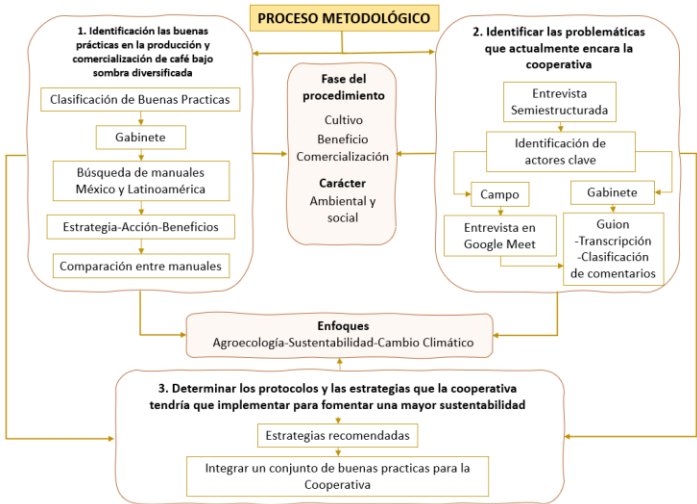 PROCESO METODOLÓGICO
1. Identificación las buenas
prácticas en la producción y
comercialización de café bajo
sombra diversificada
Clasificación de Buenas Practicas
Gabinete
Búsqueda de manuales
México y Latinoamérica
Estrategia-Acción-Beneficios
Comparación entre manuales
Fase del
procedimiento
Cultivo
Beneficio
Comercialización
Carácter
Ambiental y
social
2. Identificar las problemáticas
que actualmente encara la
cooperativa
Entrevista
Semiestructurada
Identificación de
actores clave
Campo
Entrevista en
Google Meet
Gabinete
Guion
-Transcripción
-Clasificación
de comentarios
Enfoques
Agroecología-Sustentabilidad-Cambio Climático
3. Determinar los protocolos y las estrategias que la cooperativa
tendría que implementar para fomentar una mayor sustentabilidad
Estrategias recomendadas
Integrar un conjunto de buenas practicas para la
Cooperativa